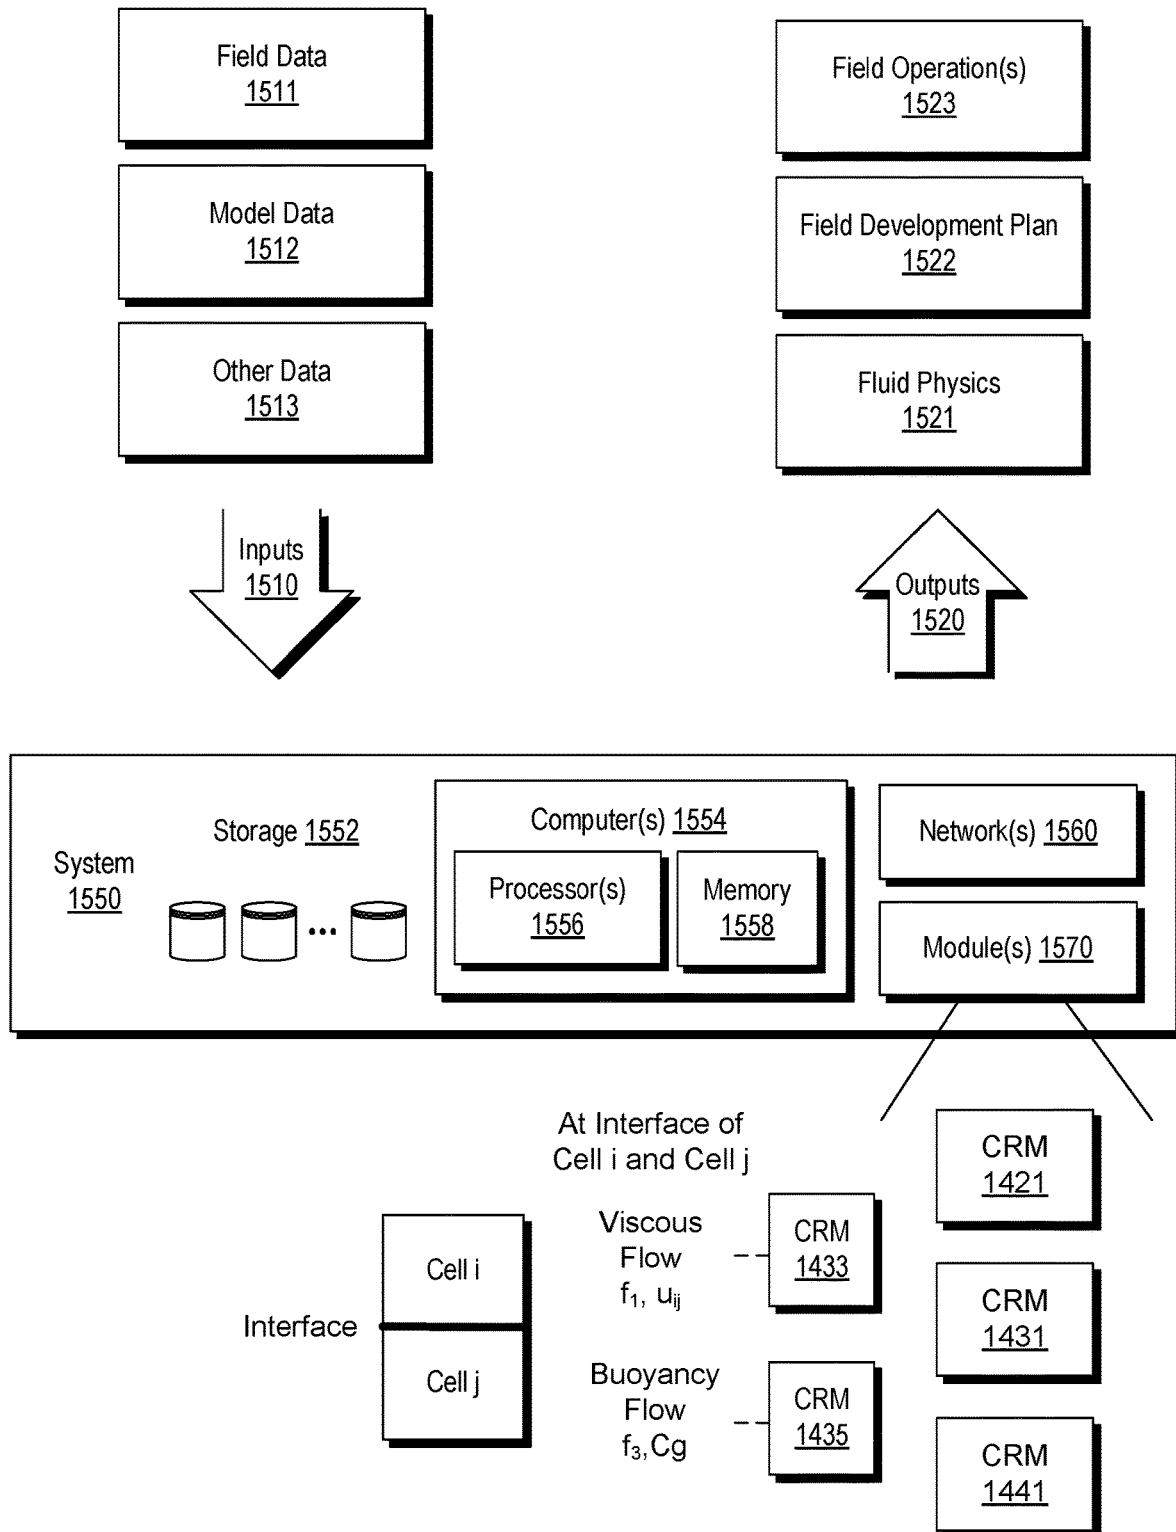 Field Data
1511
Model Data
1512
Other Data
1513
Inputs
1510
Field Operation(s)
1523
Field Development Plan
1522
Fluid Physics
1521
Outputs
1520
System
1550
Storage 1552
...
Computer(s) 1554
Processor(s)
1556
Memory
1558
Network(s) 1560
Module(s) 1570
At Interface of
Cell i and Cell j
Interface
Cell i
Cell j
Viscous
Flow
f₁, uᵢⱼ
CRM
1433
Buoyancy
Flow
f₃,Cg
CRM
1435
CRM
1421
CRM
1431
CRM
1441